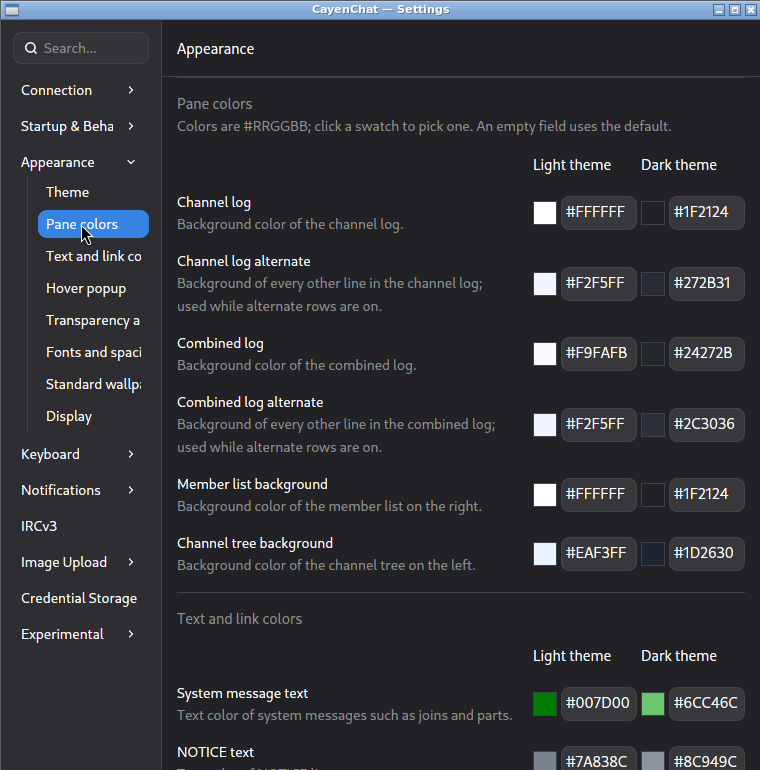 CayenChat — Settings
Search...
Connection
Startup & Beha
Appearance
Theme
Pane colors
Text and link co
Hover popup
Transparency a
Fonts and spaci
Standard wallpa
Display
Keyboard
Notifications
IRCv3
Image Upload
Credential Storage
Experimental
Appearance
Pane colors
Colors are #RRGGBB; click a swatch to pick one. An empty field uses the default.
Light theme Dark theme
Channel log
Background color of the channel log.
#FFFFFF #1F2124
Channel log alternate
Background of every other line in the channel log;
used while alternate rows are on.
#F2F5FF #272B31
Combined log
Background color of the combined log.
#F9FAFB #24272B
Combined log alternate
Background of every other line in the combined log;
used while alternate rows are on.
#F2F5FF #2C3036
Member list background
Background color of the member list on the right.
#FFFFFF #1F2124
Channel tree background
Background color of the channel tree on the left.
#EAF3FF #1D2630
Text and link colors
Light theme Dark theme
System message text
Text color of system messages such as joins and parts.
#007D00 #6CC46C
NOTICE text
#7A838C #8C949C